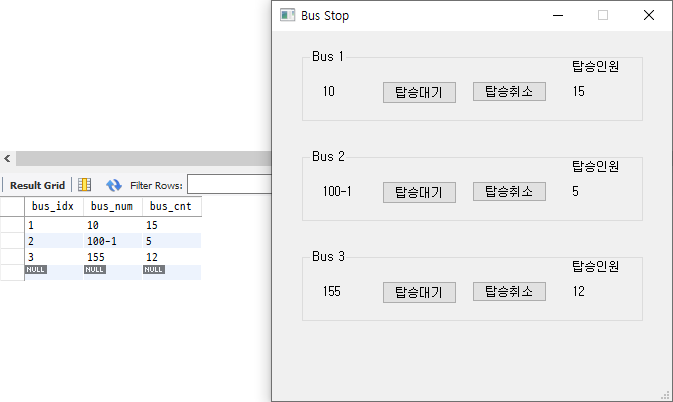 Result Grid
Filter Rows:
bus_idx bus_num bus_cnt
1 10 15
2 100-1 5
3 155 12
NULL NULL NULL
Bus Stop
Bus 1
탑승인원
10 탑승대기 탑승취소 15
Bus 2
탑승인원
100-1 탑승대기 탑승취소 5
Bus 3
탑승인원
155 탑승대기 탑승취소 12